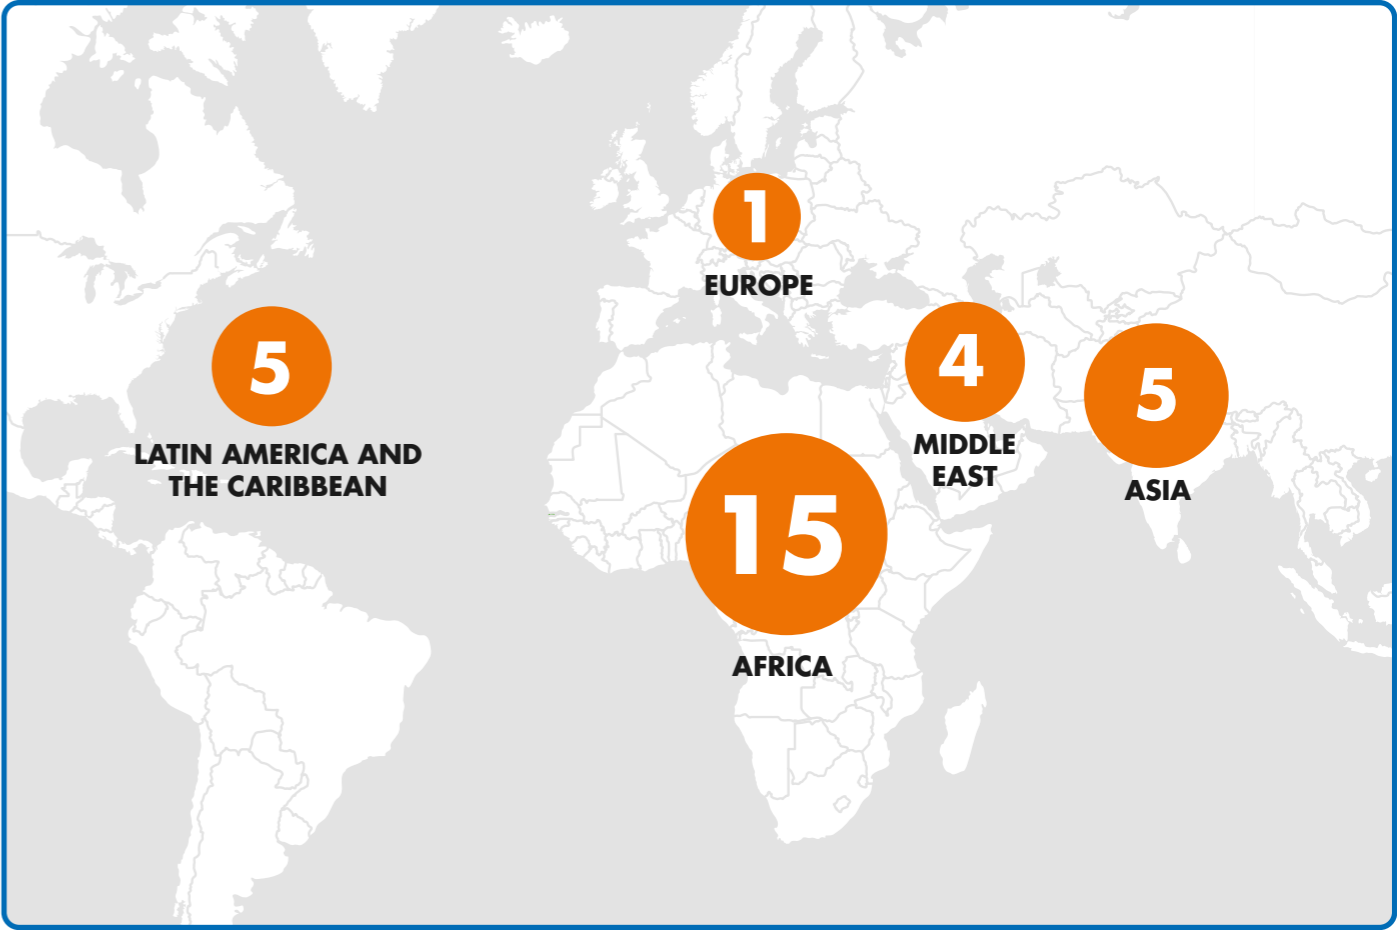 1
EUROPE
5
LATIN AMERICA AND
THE CARIBBEAN
4
MIDDLE
EAST
5
ASIA
15
AFRICA